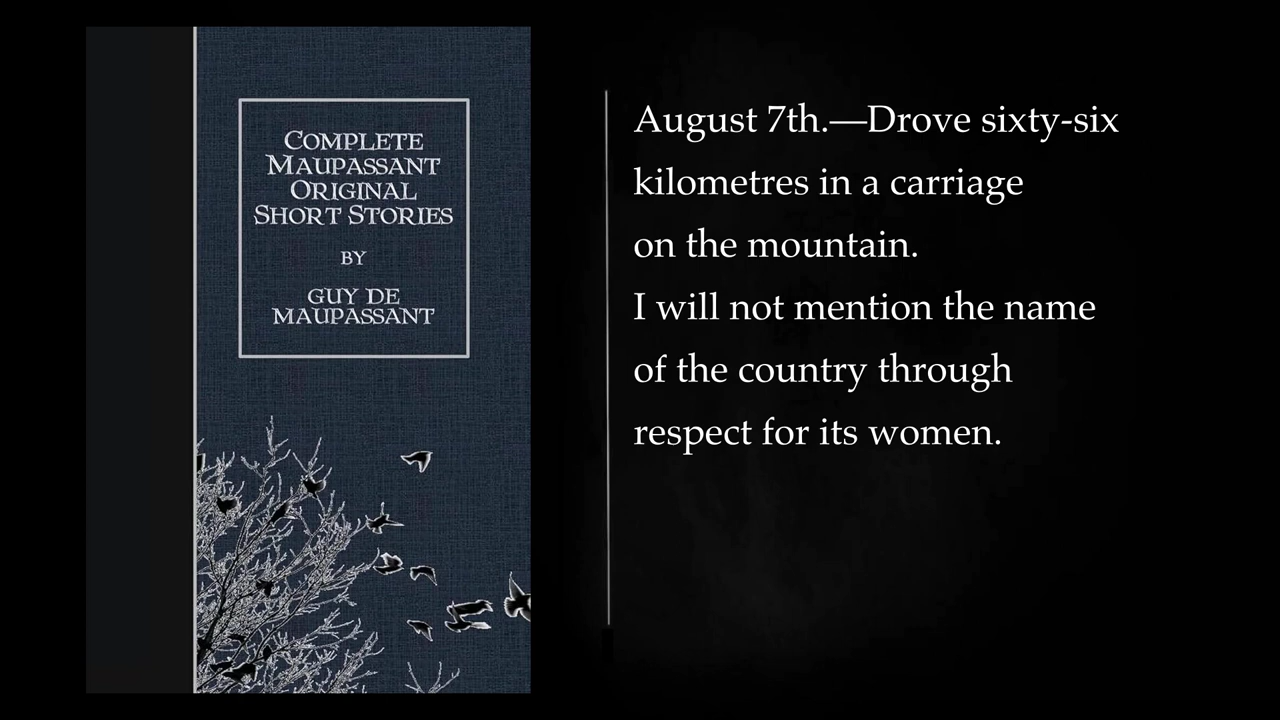 COMPLETE
MAUPASSANT
ORIGINAL
SHORT STORIES
BY
GUY DE
MAUPASSANT
August 7th.—Drove sixty-six
kilometres in a carriage
on the mountain.
I will not mention the name
of the country through
respect for its women.